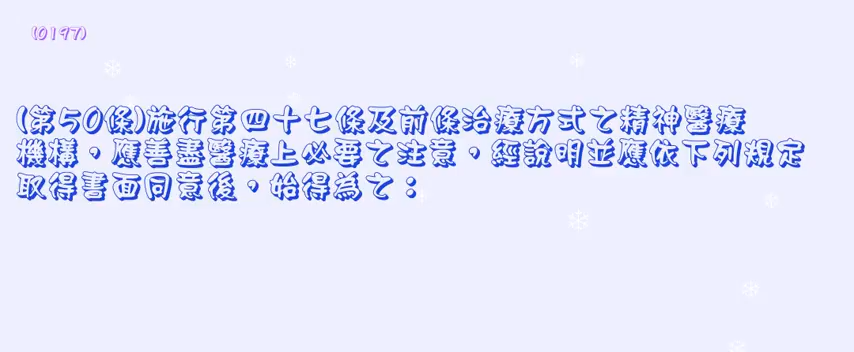 (0197)
(第50條)施行第四十七條及前條治療方式之精神醫療
機構，應善盡醫療上必要之注意，經說明並應依下列規定
取得書面同意後，始得為之：